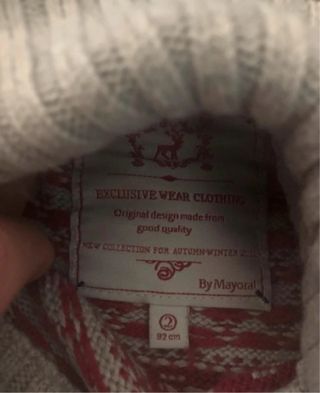 EXCLUSIVE WEAR CLOTHING
Original design made from
good quality
NEW COLLECTION FOR AUTUMN-WINTER
By Mayoral
2
92 cm